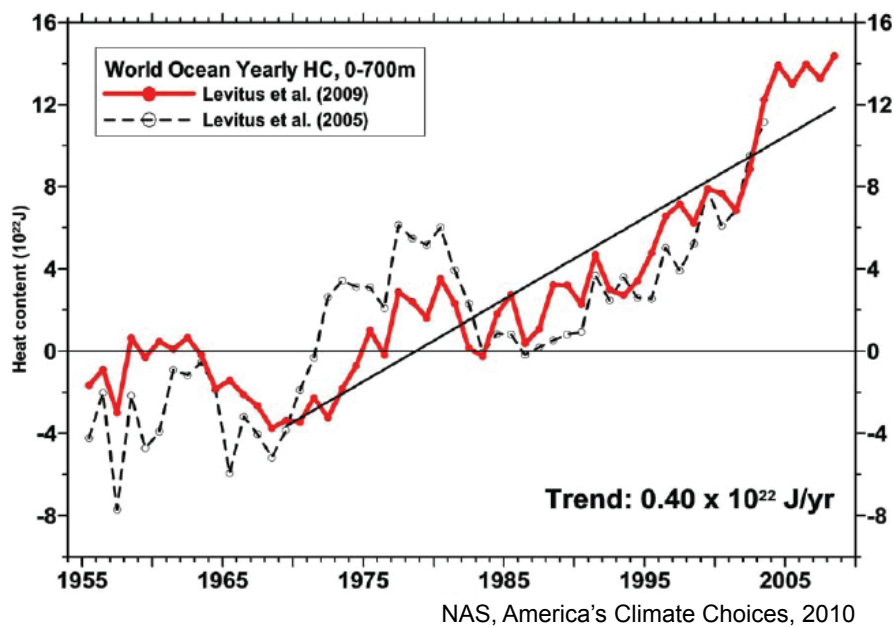 16
12
8
4
0
-4
-8
16
12
8
4
0
-4
-8
Heat content (10²²J)
World Ocean Yearly HC, 0-700m
Levitus et al. (2009)
Levitus et al. (2005)
Trend: 0.40 x 10²² J/yr
1955 1965 1975 1985 1995 2005
NAS, America’s Climate Choices, 2010